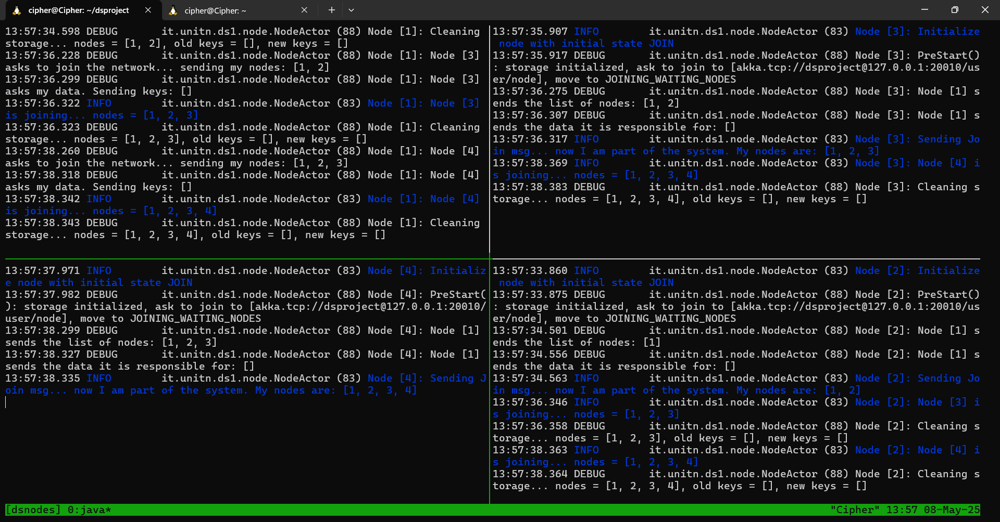 cipher@Cipher: ~/dsproject
cipher@Cipher: ~
13:57:34.598 DEBUG       it.unitn.ds1.node.NodeActor (88) Node [1]: Cleaning
storage... nodes = [1, 2], old keys = [], new keys = []
13:57:36.228 DEBUG       it.unitn.ds1.node.NodeActor (88) Node [1]: Node [3]
asks to join the network... sending my nodes: [1, 2]
13:57:36.299 DEBUG       it.unitn.ds1.node.NodeActor (88) Node [1]: Node [3]
asks my data. Sending keys: []
13:57:36.322 INFO        it.unitn.ds1.node.NodeActor (83) Node [1]: Node [3]
is joining... nodes = [1, 2, 3]
13:57:36.323 DEBUG       it.unitn.ds1.node.NodeActor (88) Node [1]: Cleaning
storage... nodes = [1, 2, 3], old keys = [], new keys = []
13:57:38.260 DEBUG       it.unitn.ds1.node.NodeActor (88) Node [1]: Node [4]
asks to join the network... sending my nodes: [1, 2, 3]
13:57:38.318 DEBUG       it.unitn.ds1.node.NodeActor (88) Node [1]: Node [4]
asks my data. Sending keys: []
13:57:38.342 INFO        it.unitn.ds1.node.NodeActor (83) Node [1]: Node [4]
is joining... nodes = [1, 2, 3, 4]
13:57:38.343 DEBUG       it.unitn.ds1.node.NodeActor (88) Node [1]: Cleaning
storage... nodes = [1, 2, 3, 4], old keys = [], new keys = []
13:57:35.907 INFO        it.unitn.ds1.node.NodeActor (83) Node [3]: Initialize
 node with initial state JOIN
13:57:35.917 DEBUG       it.unitn.ds1.node.NodeActor (88) Node [3]: PreStart()
: storage initialized, ask to join to [akka.tcp://dsproject@127.0.0.1:20010/us
er/node], move to JOINING_WAITING_NODES
13:57:36.275 DEBUG       it.unitn.ds1.node.NodeActor (88) Node [3]: Node [1] s
ends the list of nodes: [1, 2]
13:57:36.307 DEBUG       it.unitn.ds1.node.NodeActor (88) Node [3]: Node [1] s
ends the data it is responsible for: []
13:57:36.317 INFO        it.unitn.ds1.node.NodeActor (83) Node [3]: Sending Jo
in msg... now I am part of the system. My nodes are: [1, 2, 3]
13:57:38.369 INFO        it.unitn.ds1.node.NodeActor (83) Node [3]: Node [4] i
s joining... nodes = [1, 2, 3, 4]
13:57:38.383 DEBUG       it.unitn.ds1.node.NodeActor (88) Node [3]: Cleaning s
torage... nodes = [1, 2, 3, 4], old keys = [], new keys = []
13:57:37.971 INFO        it.unitn.ds1.node.NodeActor (83) Node [4]: Initializ
e node with initial state JOIN
13:57:37.982 DEBUG       it.unitn.ds1.node.NodeActor (88) Node [4]: PreStart(
): storage initialized, ask to join to [akka.tcp://dsproject@127.0.0.1:20010/
user/node], move to JOINING_WAITING_NODES
13:57:38.299 DEBUG       it.unitn.ds1.node.NodeActor (88) Node [4]: Node [1]
sends the list of nodes: [1, 2, 3]
13:57:38.327 DEBUG       it.unitn.ds1.node.NodeActor (88) Node [4]: Node [1]
sends the data it is responsible for: []
13:57:38.335 INFO        it.unitn.ds1.node.NodeActor (83) Node [4]: Sending J
oin msg... now I am part of the system. My nodes are: [1, 2, 3, 4]
13:57:33.860 INFO        it.unitn.ds1.node.NodeActor (83) Node [2]: Initialize
 node with initial state JOIN
13:57:33.875 DEBUG       it.unitn.ds1.node.NodeActor (88) Node [2]: PreStart()
: storage initialized, ask to join to [akka.tcp://dsproject@127.0.0.1:20010/us
er/node], move to JOINING_WAITING_NODES
13:57:34.501 DEBUG       it.unitn.ds1.node.NodeActor (88) Node [2]: Node [1] s
ends the list of nodes: [1]
13:57:34.556 DEBUG       it.unitn.ds1.node.NodeActor (88) Node [2]: Node [1] s
ends the data it is responsible for: []
13:57:34.563 INFO        it.unitn.ds1.node.NodeActor (83) Node [2]: Sending Jo
in msg... now I am part of the system. My nodes are: [1, 2]
13:57:36.346 INFO        it.unitn.ds1.node.NodeActor (83) Node [2]: Node [3] i
s joining... nodes = [1, 2, 3]
13:57:36.358 DEBUG       it.unitn.ds1.node.NodeActor (88) Node [2]: Cleaning s
torage... nodes = [1, 2, 3], old keys = [], new keys = []
13:57:38.363 INFO        it.unitn.ds1.node.NodeActor (83) Node [2]: Node [4] i
s joining... nodes = [1, 2, 3, 4]
13:57:38.364 DEBUG       it.unitn.ds1.node.NodeActor (88) Node [2]: Cleaning s
torage... nodes = [1, 2, 3, 4], old keys = [], new keys = []
[dsnodes] 0:java*
"Cipher" 13:57 08-May-25